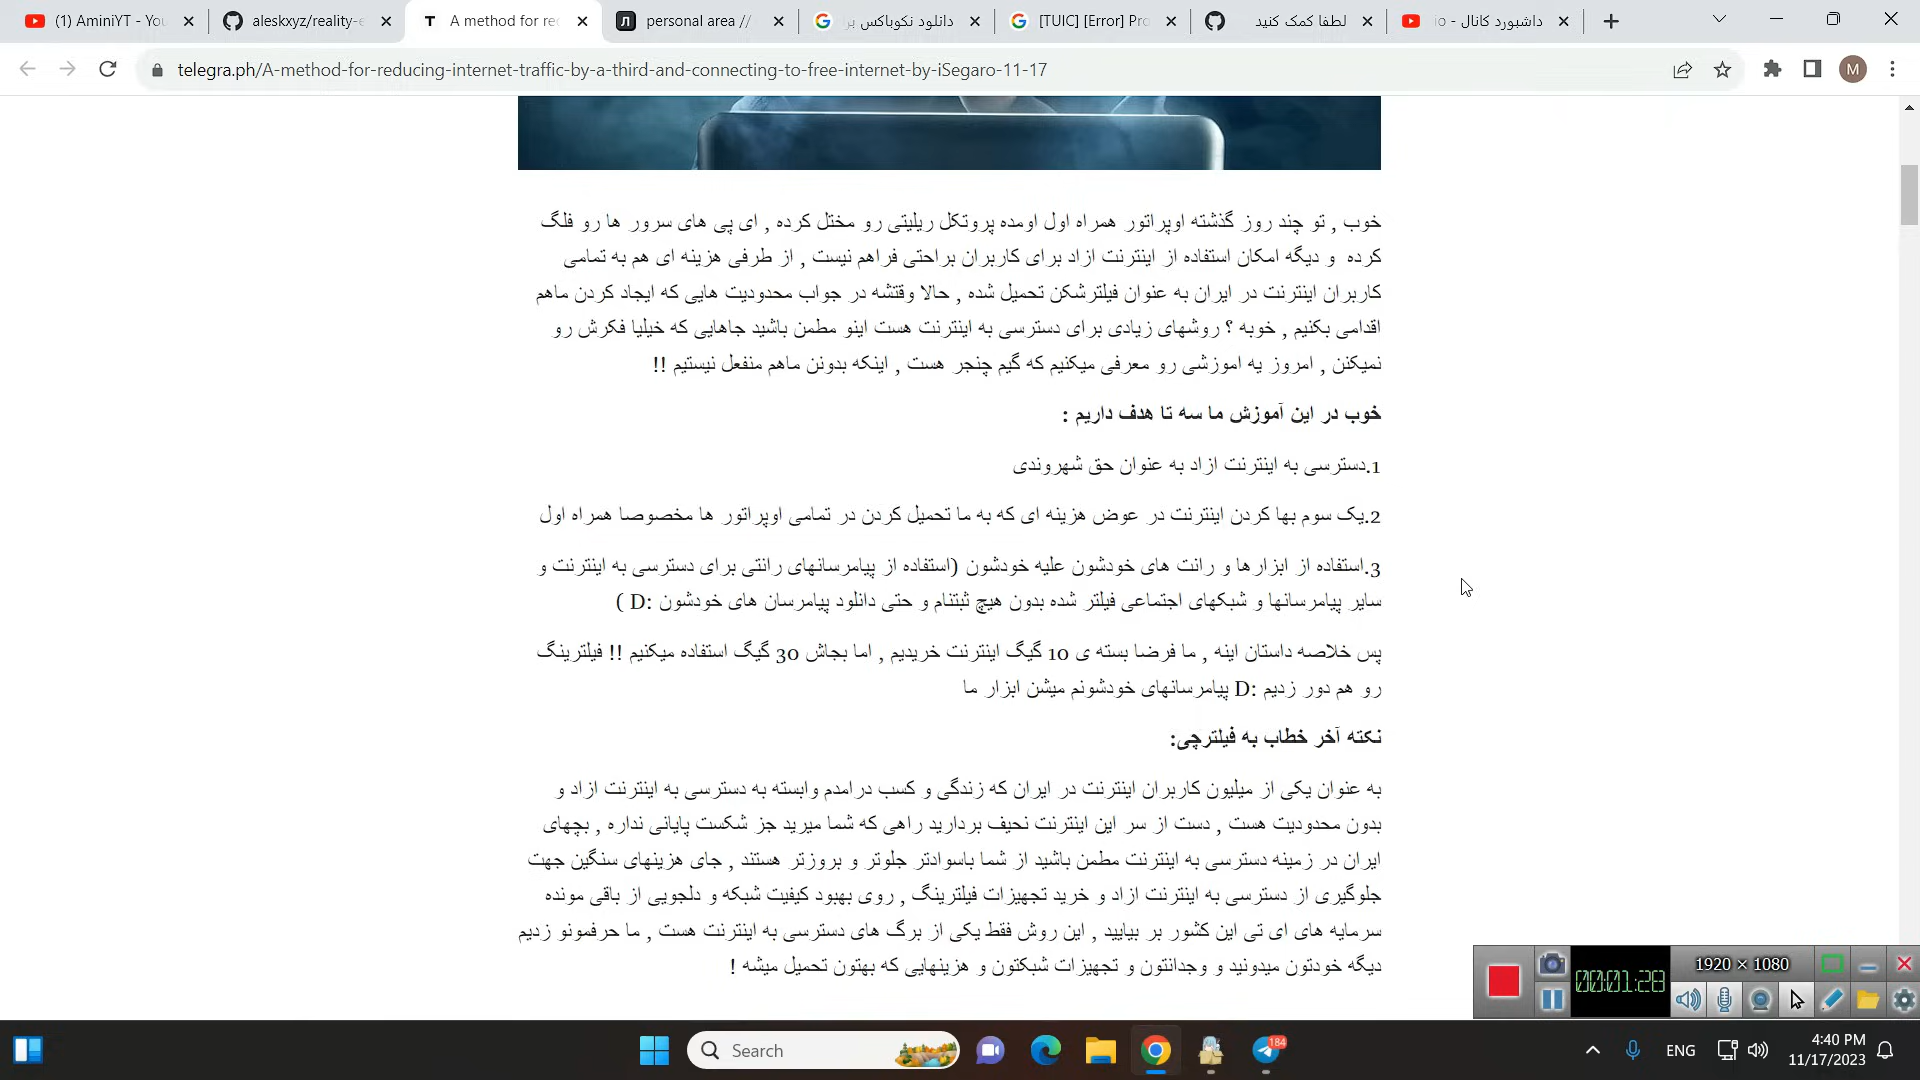 (1) AminiYT - You
aleskxyz/reality-e
A method for re
personal area //
دانلود نکوباکس بر
[TUIC] [Error] Pro
لطفا کمک کنید
داشبورد کانال - io
telegra.ph/A-method-for-reducing-internet-traffic-by-a-third-and-connecting-to-free-internet-by-iSegaro-11-17
M
خوب , تو چند روز گذشته اوپراتور همراه اول اومده پروتکل ریلیتی رو مختل کرده , ای پی های سرور ها رو فلگ
کرده و دیگه امکان استفاده از اینترنت ازاد برای کاربران براحتی فراهم نیست , از طرفی هزینه ای هم به تمامی
کاربران اینترنت در ایران به عنوان فیلترشکن تحمیل شده , حالا وقتشه در جواب محدودیت هایی که ایجاد کردن ماهم
اقدامی بکنیم , خوبه ؟ روشهای زیادی برای دسترسی به اینترنت هست اینو مطمن باشید جاهایی که خیلیا فکرش رو
نمیکنن , امروز یه اموزشی رو معرفی میکنیم که گیم چنجر هست , اینکه بدونن ماهم منفعل نیستیم !!
خوب در این آموزش ما سه تا هدف داریم :
1.دسترسی به اینترنت ازاد به عنوان حق شهروندی
2.یک سوم بها کردن اینترنت در عوض هزینه ای که به ما تحمیل کردن در تمامی اوپراتور ها مخصوصا همراه اول
3.استفاده از ابزارها و رانت های خودشون علیه خودشون (استفاده از پیامرسانهای رانتی برای دسترسی به اینترنت و
سایر پیامرسانها و شبکهای اجتماعی فیلتر شده بدون هیچ ثبتنام و حتی دانلود پیامرسان های خودشون :D )
پس خلاصه داستان اینه , ما فرضا بسته ی 10 گیگ اینترنت خریدیم , اما بجاش 30 گیگ استفاده میکنیم !! فیلترینگ
رو هم دور زدیم :D پیامرسانهای خودشونم میشن ابزار ما
نکته آخر خطاب به فیلترچی:
به عنوان یکی از میلیون کاربران اینترنت در ایران که زندگی و کسب درامدم وابسته به دسترسی به اینترنت ازاد و
بدون محدودیت هست , دست از سر این اینترنت نحیف بردارید راهی که شما میرید جز شکست پایانی نداره , بچهای
ایران در زمینه دسترسی به اینترنت مطمن باشید از شما باسوادتر جلوتر و بروزتر هستند , جای هزینهای سنگین جهت
جلوگیری از دسترسی به اینترنت ازاد و خرید تجهیزات فیلترینگ , روی بهبود کیفیت شبکه و دلجویی از باقی مونده
سرمایه های ای تی این کشور بر بیایید , این روش فقط یکی از برگ های دسترسی به اینترنت هست , ما حرفمونو زدیم
دیگه خودتون میدونید و وجدانتون و تجهیزات شبکتون و هزینهایی که بهتون تحمیل میشه !
1920 × 1080
00:01:28
Search
184
ENG
4:40 PM
11/17/2023